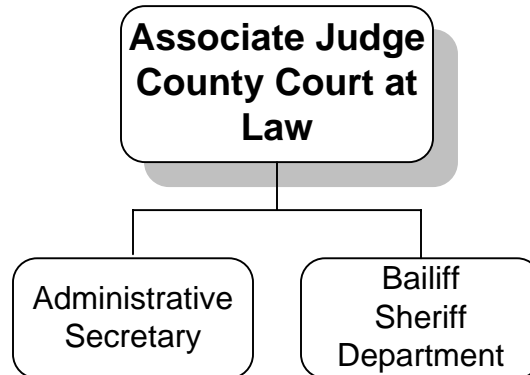 Associate Judge
County Court at
Law
Administrative
Secretary
Bailiff
Sheriff
Department